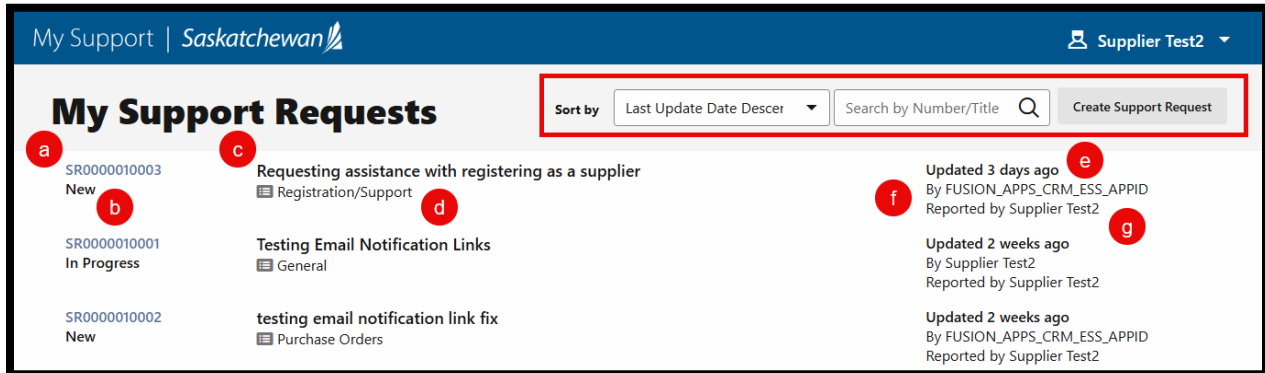 My Support | Saskatchewan
Supplier Test2
My Support Requests
Sort by
Last Update Date Descer
Search by Number/Title
Create Support Request
a
c
e
SR0000010003
Requesting assistance with registering as a supplier
Updated 3 days ago
New
Registration/Support
By FUSION_APPS_CRM_ESS_APPID
b
d
f
Reported by Supplier Test2
g
SR0000010001
Testing Email Notification Links
Updated 2 weeks ago
In Progress
General
By Supplier Test2
Reported by Supplier Test2
SR0000010002
testing email notification link fix
Updated 2 weeks ago
New
Purchase Orders
By FUSION_APPS_CRM_ESS_APPID
Reported by Supplier Test2